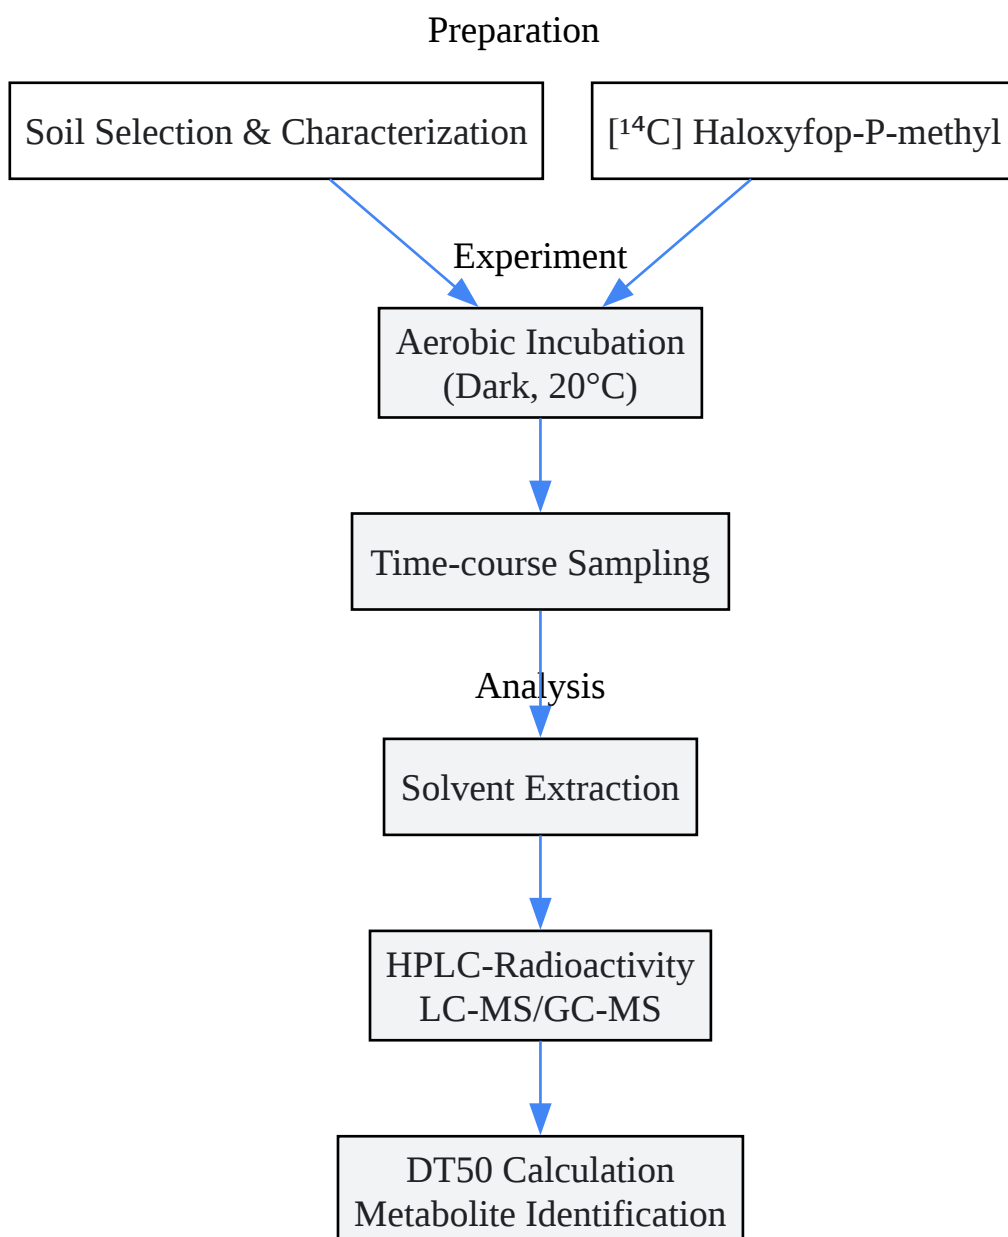 Preparation
Soil Selection & Characterization
[¹⁴C] Haloxyfop-P-methyl
Experiment
Aerobic Incubation
(Dark, 20°C)
Time-course Sampling
Analysis
Solvent Extraction
HPLC-Radioactivity
LC-MS/GC-MS
DT50 Calculation
Metabolite Identification